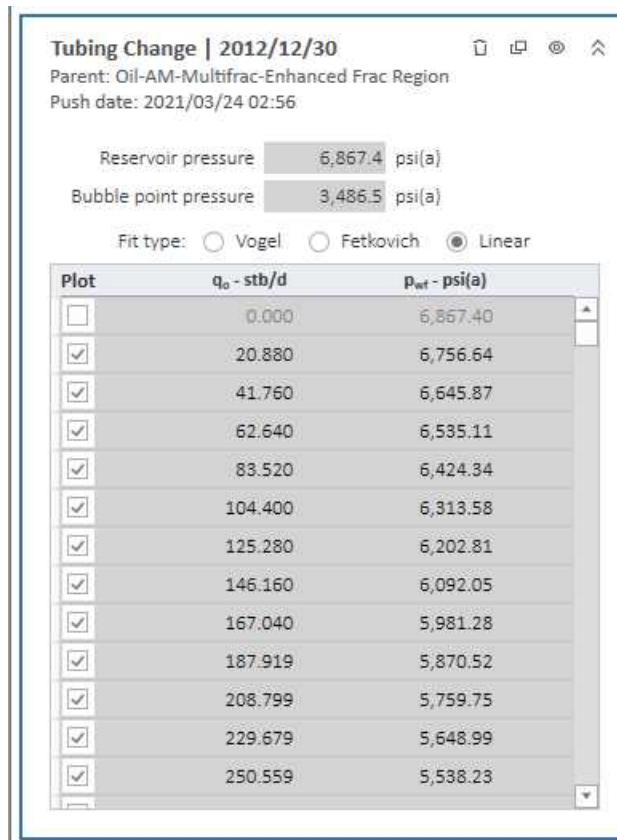 Tubing Change | 2012/12/30
Parent: Oil-AM-Multifrac-Enhanced Frac Region
Push date: 2021/03/24 02:56
Reservoir pressure 6,867.4 psi(a)
Bubble point pressure 3,486.5 psi(a)
Fit type: Vogel Fetkovich Linear
Plot qₒ - stb/d p_wf - psi(a)
0.000 6,867.40
20.880 6,756.64
41.760 6,645.87
62.640 6,535.11
83.520 6,424.34
104.400 6,313.58
125.280 6,202.81
146.160 6,092.05
167.040 5,981.28
187.919 5,870.52
208.799 5,759.75
229.679 5,648.99
250.559 5,538.23